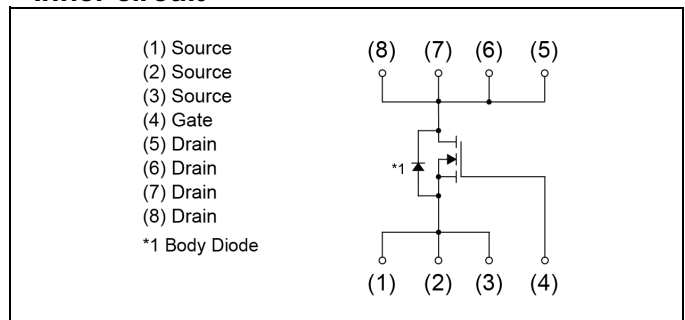 Inner circuit
(1) Source
(2) Source
(3) Source
(4) Gate
(5) Drain
(6) Drain
(7) Drain
(8) Drain
*1 Body Diode
(8) (7) (6) (5)
*1
(1) (2) (3) (4)